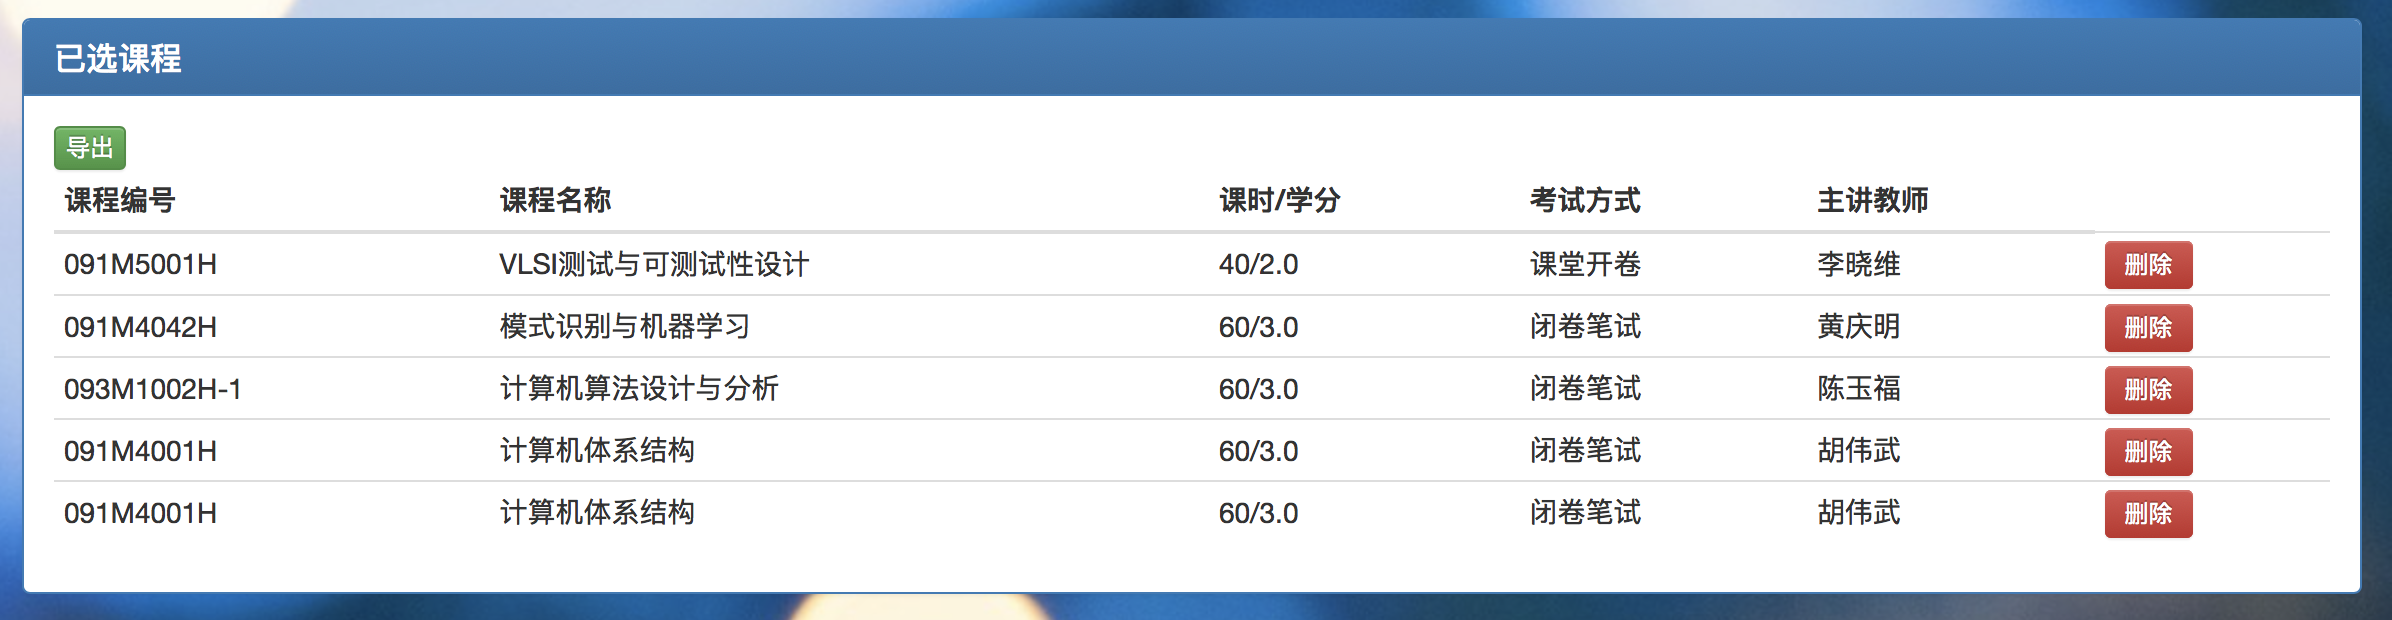 已选课程
导出
课程编号 课程名称 课时/学分 考试方式 主讲教师
091M5001H VLSI测试与可测试性设计 40/2.0 课堂开卷 李晓维 删除
091M4042H 模式识别与机器学习 60/3.0 闭卷笔试 黄庆明 删除
093M1002H-1 计算机算法设计与分析 60/3.0 闭卷笔试 陈玉福 删除
091M4001H 计算机体系结构 60/3.0 闭卷笔试 胡伟武 删除
091M4001H 计算机体系结构 60/3.0 闭卷笔试 胡伟武 删除